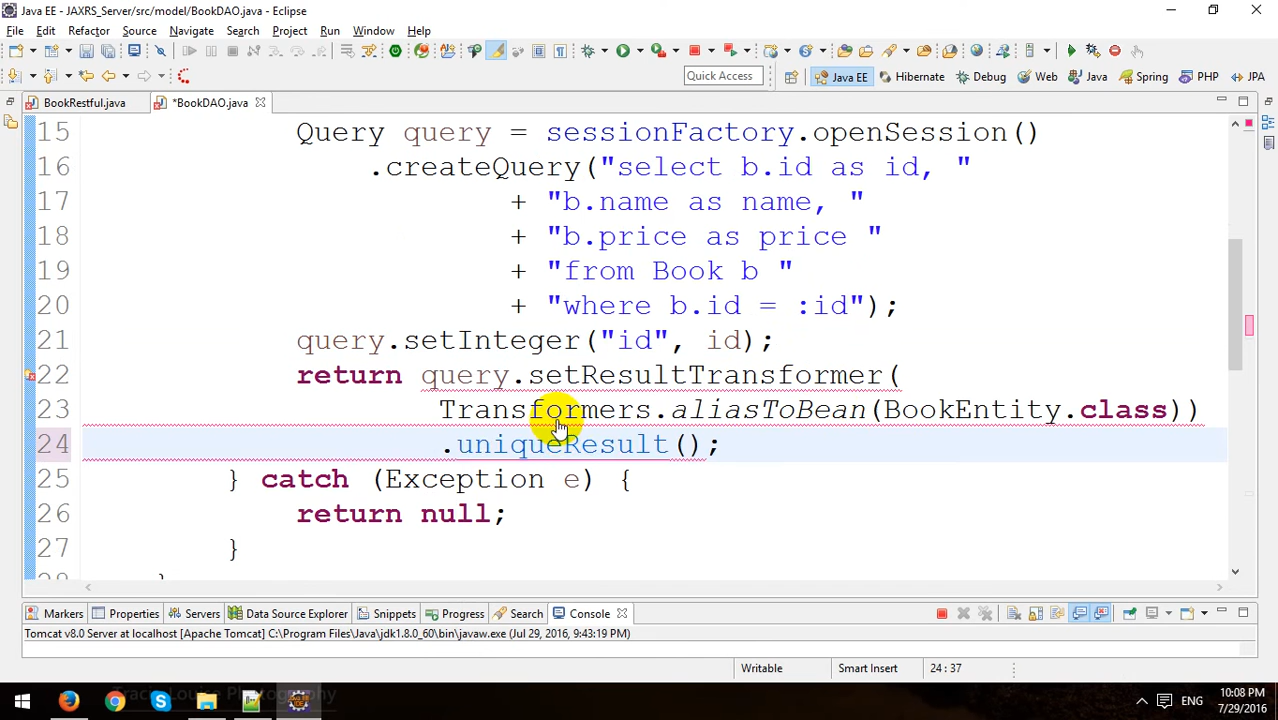 Java EE - JAXRS_Server/src/model/BookDAO.java - Eclipse
File Edit Refactor Source Navigate Search Project Run Window Help
Quick Access Java EE Hibernate Debug Web Java Spring PHP JPA
BookRestful.java *BookDAO.java
15 Query query = sessionFactory.openSession()
16 .createQuery("select b.id as id, "
17 + "b.name as name, "
18 + "b.price as price "
19 + "from Book b "
20 + "where b.id = :id");
21 query.setInteger("id", id);
22 return query.setResultTransformer(
23 Transformers.aliasToBean(BookEntity.class))
24 .uniqueResult();
25 } catch (Exception e) {
26 return null;
27 }
28 }
Markers Properties Servers Data Source Explorer Snippets Progress Search Console
Tomcat v8.0 Server at localhost [Apache Tomcat] C:\Program Files\Java\jdk1.8.0_60\bin\javaw.exe (Jul 29, 2016, 9:43:19 PM)
Writable Smart Insert 24 : 37
Tracy Louise Photography
ENG 10:08 PM
7/29/2016